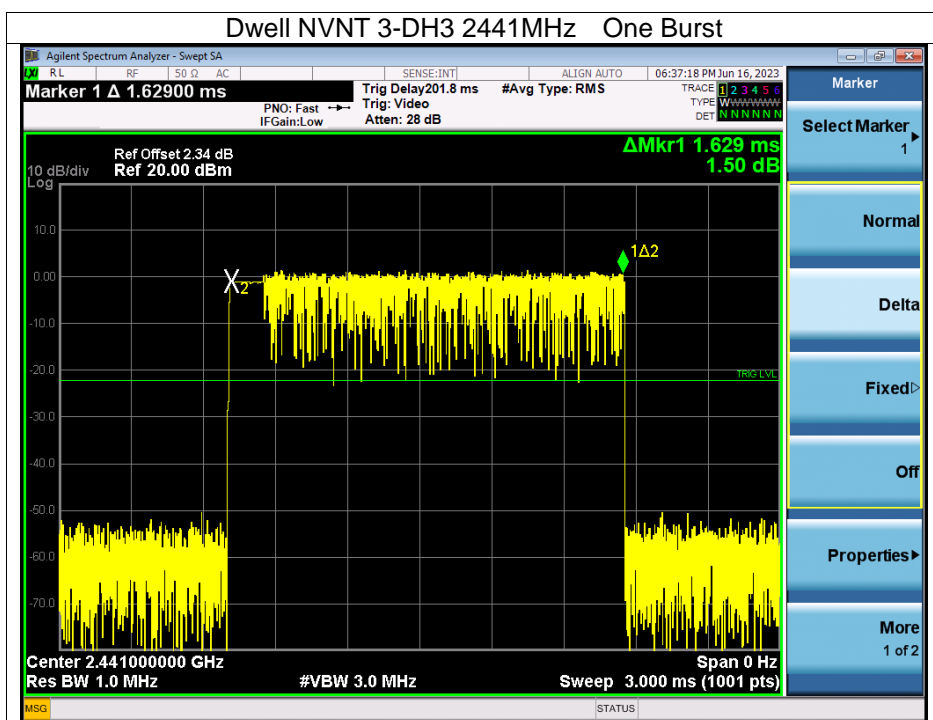 Dwell NVNT 3-DH3 2441MHz One Burst
Agilent Spectrum Analyzer - Swept SA
LXI RL RF 50 Ω AC SENSE:INT ALIGN AUTO 06:37:18 PM Jun 16, 2023
Marker 1 Δ 1.62900 ms
PNO: Fast
IFGain:Low
Trig Delay201.8 ms
Trig: Video
Atten: 28 dB
#Avg Type: RMS
TRACE 1 2 3 4 5 6
TYPE WWWWWW
DET N N N N N N
Marker
Select Marker
1
Normal
Delta
Fixed
Off
Properties
More
1 of 2
ΔMkr1 1.629 ms
1.50 dB
Ref Offset 2.34 dB
10 dB/div Ref 20.00 dBm
Log
10.0
0.00
-10.0
-20.0
-30.0
-40.0
-50.0
-60.0
-70.0
1Δ2
X2
TRIG LVL
Center 2.441000000 GHz Span 0 Hz
Res BW 1.0 MHz #VBW 3.0 MHz Sweep 3.000 ms (1001 pts)
MSG STATUS